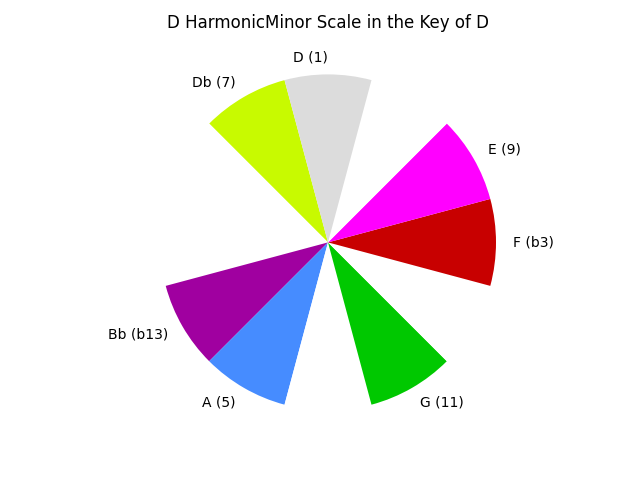 D HarmonicMinor Scale in the Key of D
D (1)
Db (7)
E (9)
F (b3)
Bb (b13)
A (5)
G (11)